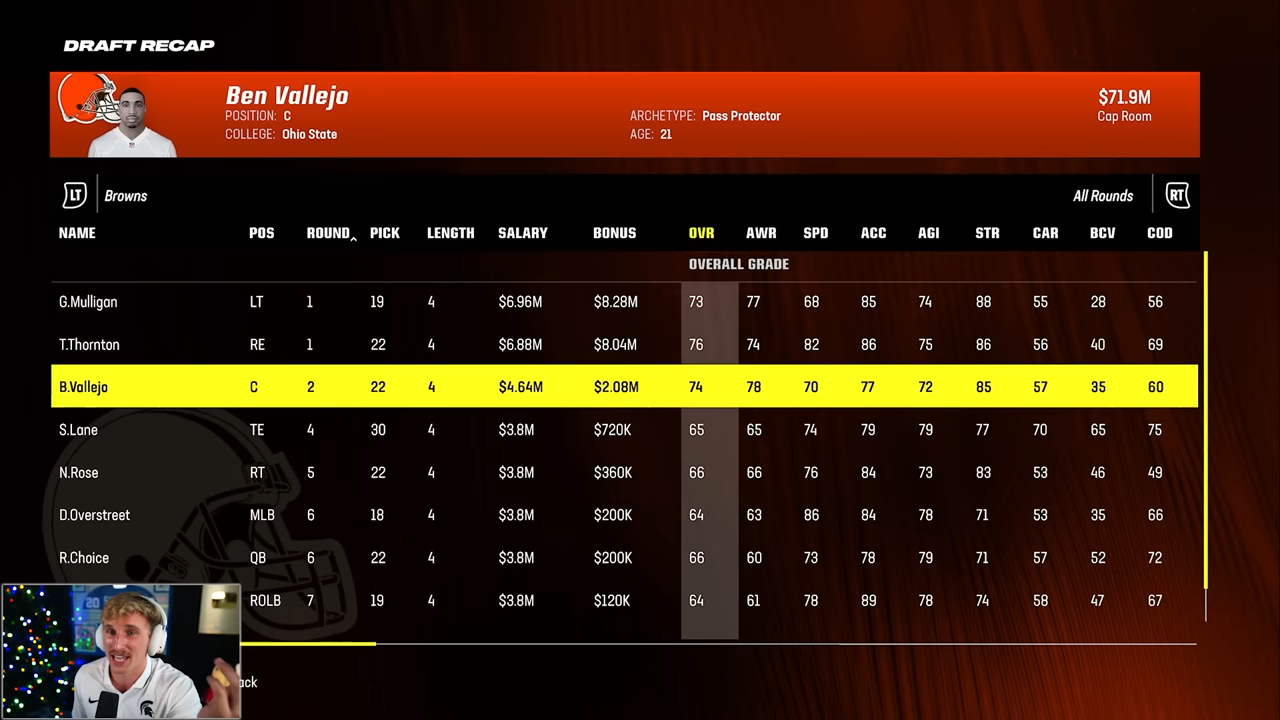 DRAFT RECAP
Ben Vallejo
POSITION: C
COLLEGE: Ohio State
ARCHETYPE: Pass Protector
AGE: 21
$71.9M
Cap Room
LT Browns All Rounds RT
NAME POS ROUND PICK LENGTH SALARY BONUS OVR AWR SPD ACC AGI STR CAR BCV COD
OVERALL GRADE
G.Mulligan LT 1 19 4 $6.96M $8.28M 73 77 68 85 74 88 55 28 56
T.Thornton RE 1 22 4 $6.88M $8.04M 76 74 82 86 75 86 56 40 69
B.Vallejo C 2 22 4 $4.64M $2.08M 74 78 70 77 72 85 57 35 60
S.Lane TE 4 30 4 $3.8M $720K 65 65 74 79 79 77 70 65 75
N.Rose RT 5 22 4 $3.8M $360K 66 66 76 84 73 83 53 46 49
D.Overstreet MLB 6 18 4 $3.8M $200K 64 63 86 84 78 71 53 35 66
R.Choice QB 6 22 4 $3.8M $200K 66 60 73 78 79 71 57 52 72
ROLB 7 19 4 $3.8M $120K 64 61 78 89 78 74 58 47 67
20
ack